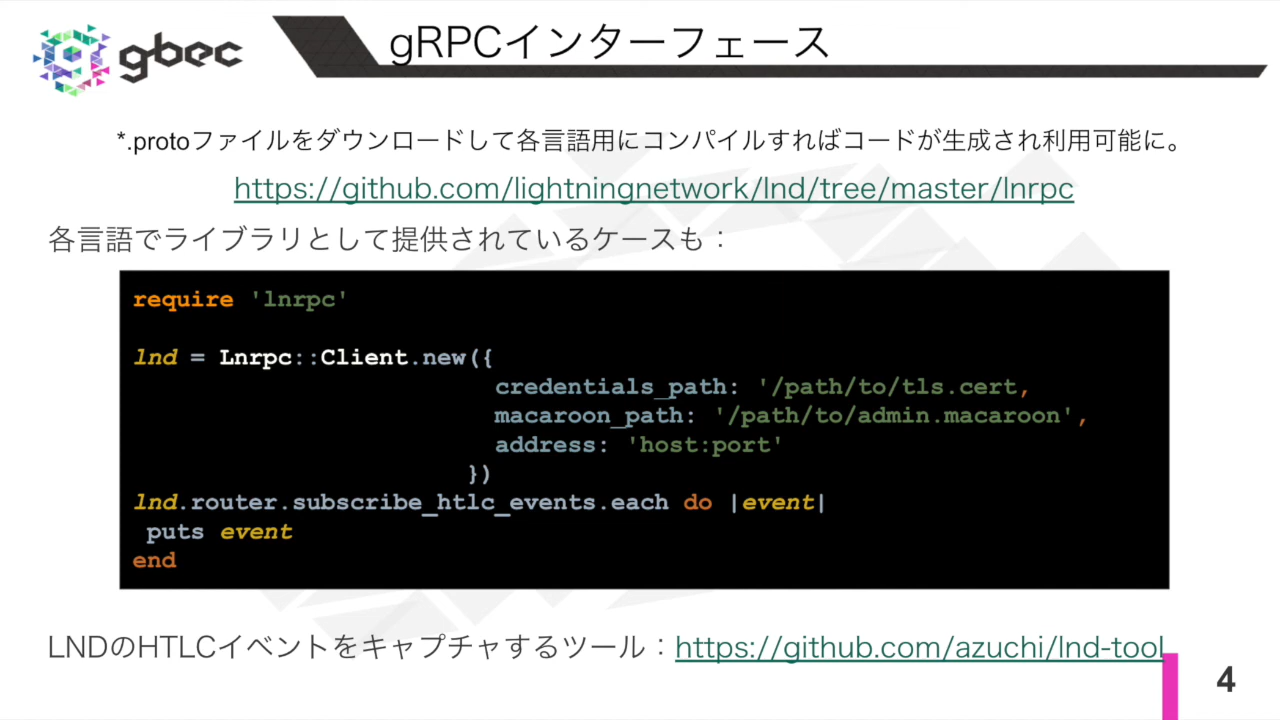 gbec
gRPCインターフェース
*.protoファイルをダウンロードして各言語用にコンパイルすればコードが生成され利用可能に。
https://github.com/lightningnetwork/lnd/tree/master/lnrpc
各言語でライブラリとして提供されているケースも：
require 'lnrpc'
lnd = Lnrpc::Client.new({
credentials_path: '/path/to/tls.cert,
macaroon_path: '/path/to/admin.macaroon',
address: 'host:port'
})
lnd.router.subscribe_htlc_events.each do |event|
puts event
end
LNDのHTLCイベントをキャプチャするツール：https://github.com/azuchi/lnd-tool
4